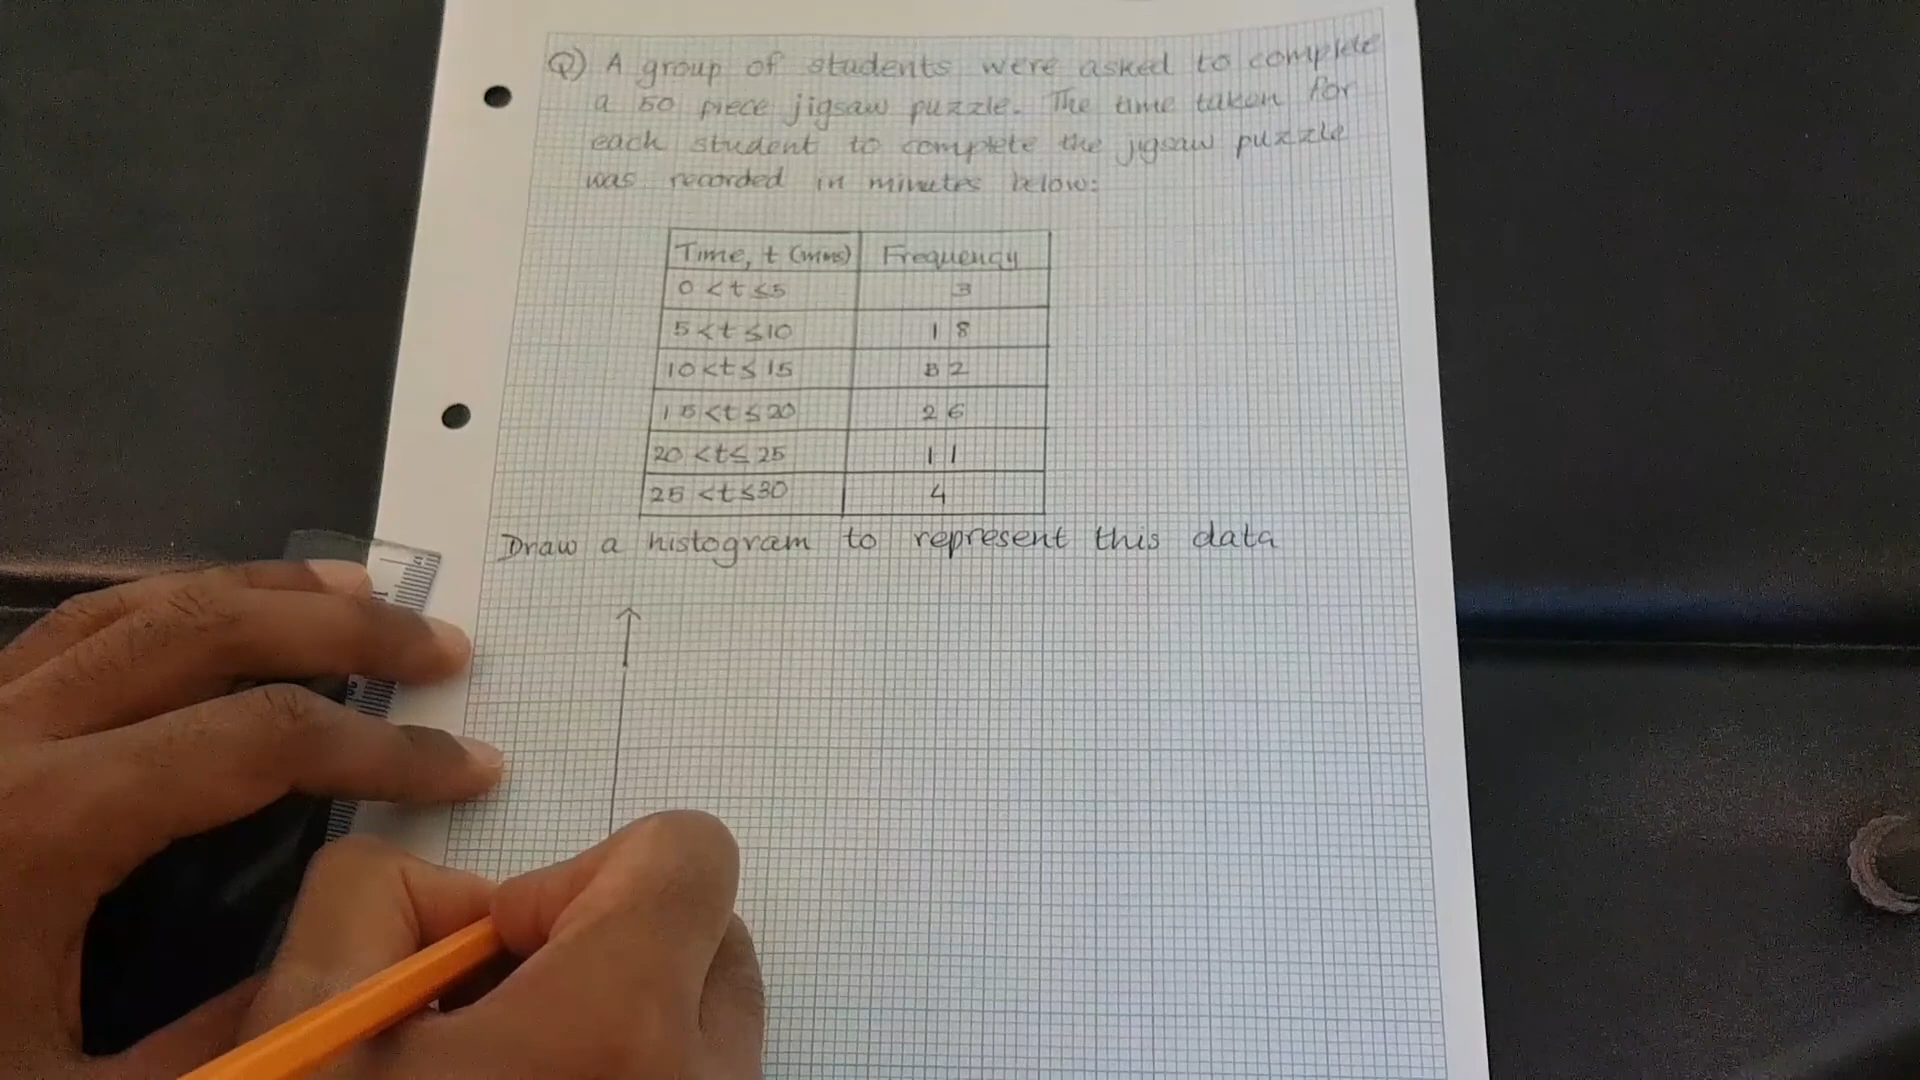 Q) A group of students were asked to complete
a 50 piece jigsaw puzzle. The time taken for
each student to complete the jigsaw puzzle
was recorded in minutes below:
Time, t (mins) Frequency
0 < t ≤ 5 3
5 < t ≤ 10 18
10 < t ≤ 15 32
15 < t ≤ 20 26
20 < t ≤ 25 11
25 < t ≤ 30 4
Draw a histogram to represent this data